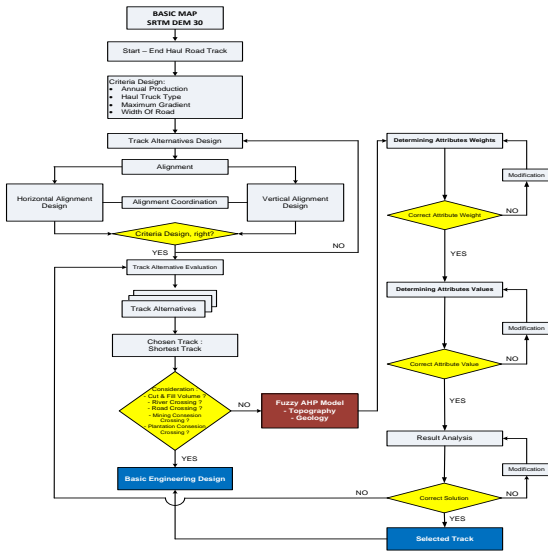 BASIC MAP
SRTM DEM 30
Start – End Haul Road Track
Criteria Design:
• Annual Production
• Haul Truck Type
• Maximum Gradient
• Width Of Road
Track Alternatives Design
Alignment
Horizontal Alignment
Design
Alignment Coordination
Vertical Alignment
Design
Criteria Design, right?
NO
YES
Track Alternative Evaluation
Track Alternatives
Chosen Track :
Shortest Track
Consideration
- Cut & Fill Volume ?
- River Crossing ?
- Road Crossing ?
- Mining Consesion
Crossing ?
- Plantation Consesion
Crossing ?
NO
YES
Fuzzy AHP Model
- Topography
- Geology
Basic Engineering Design
Determining Attributes Weights
Modification
Correct Attribute Weight
NO
YES
Determining Attributes Values
Modification
Correct Attribute Value
NO
YES
Result Analysis
Modification
NO
Correct Solution
NO
YES
Selected Track